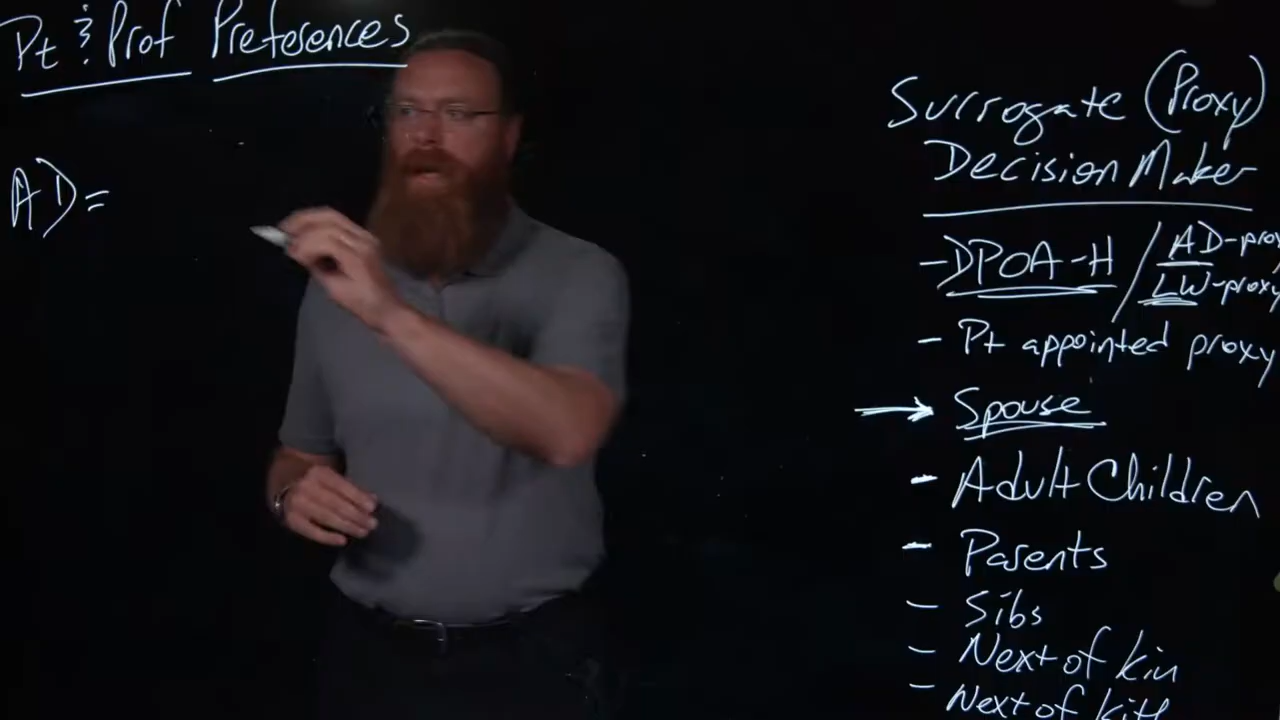 Pt & Prof Preferences
AD=
Surrogate (Proxy)
Decision Maker
- DPOA-H / AD-proxy
LW-proxy
- Pt appointed proxy
→ Spouse
- Adult Children
- Parents
- Sibs
- Next of kin
- Next of kith